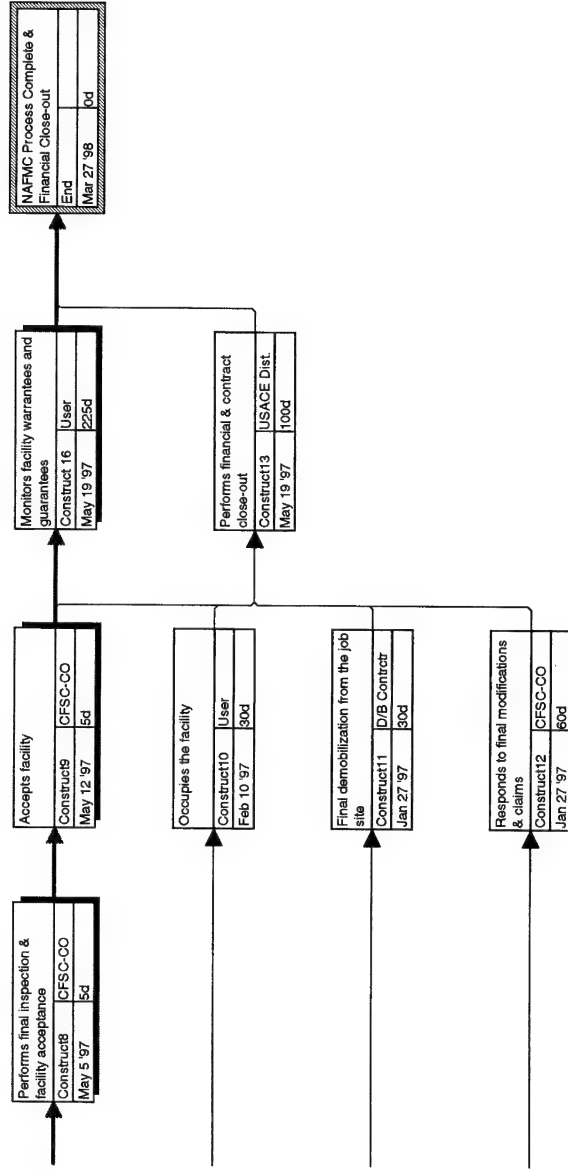 Performs final inspection &
facility acceptance
Construct8 CFSC-CO
May 5 '97 5d
Accepts facility
Construct9 CFSC-CO
May 12 '97 5d
Monitors facility warrantees and
guarantees
Construct 16 User
May 19 '97 225d
NAFMC Process Complete &
Financial Close-out
End
Mar 27 '98 0d
Occupies the facility
Construct10 User
Feb 10 '97 30d
Performs financial & contract
close-out
Construct13 USACE Dist.
May 19 '97 100d
Final demobilization from the job
site
Construct11 D/B Contrctr
Jan 27 '97 30d
Responds to final modifications
& claims
Construct12 CFSC-CO
Jan 27 '97 60d